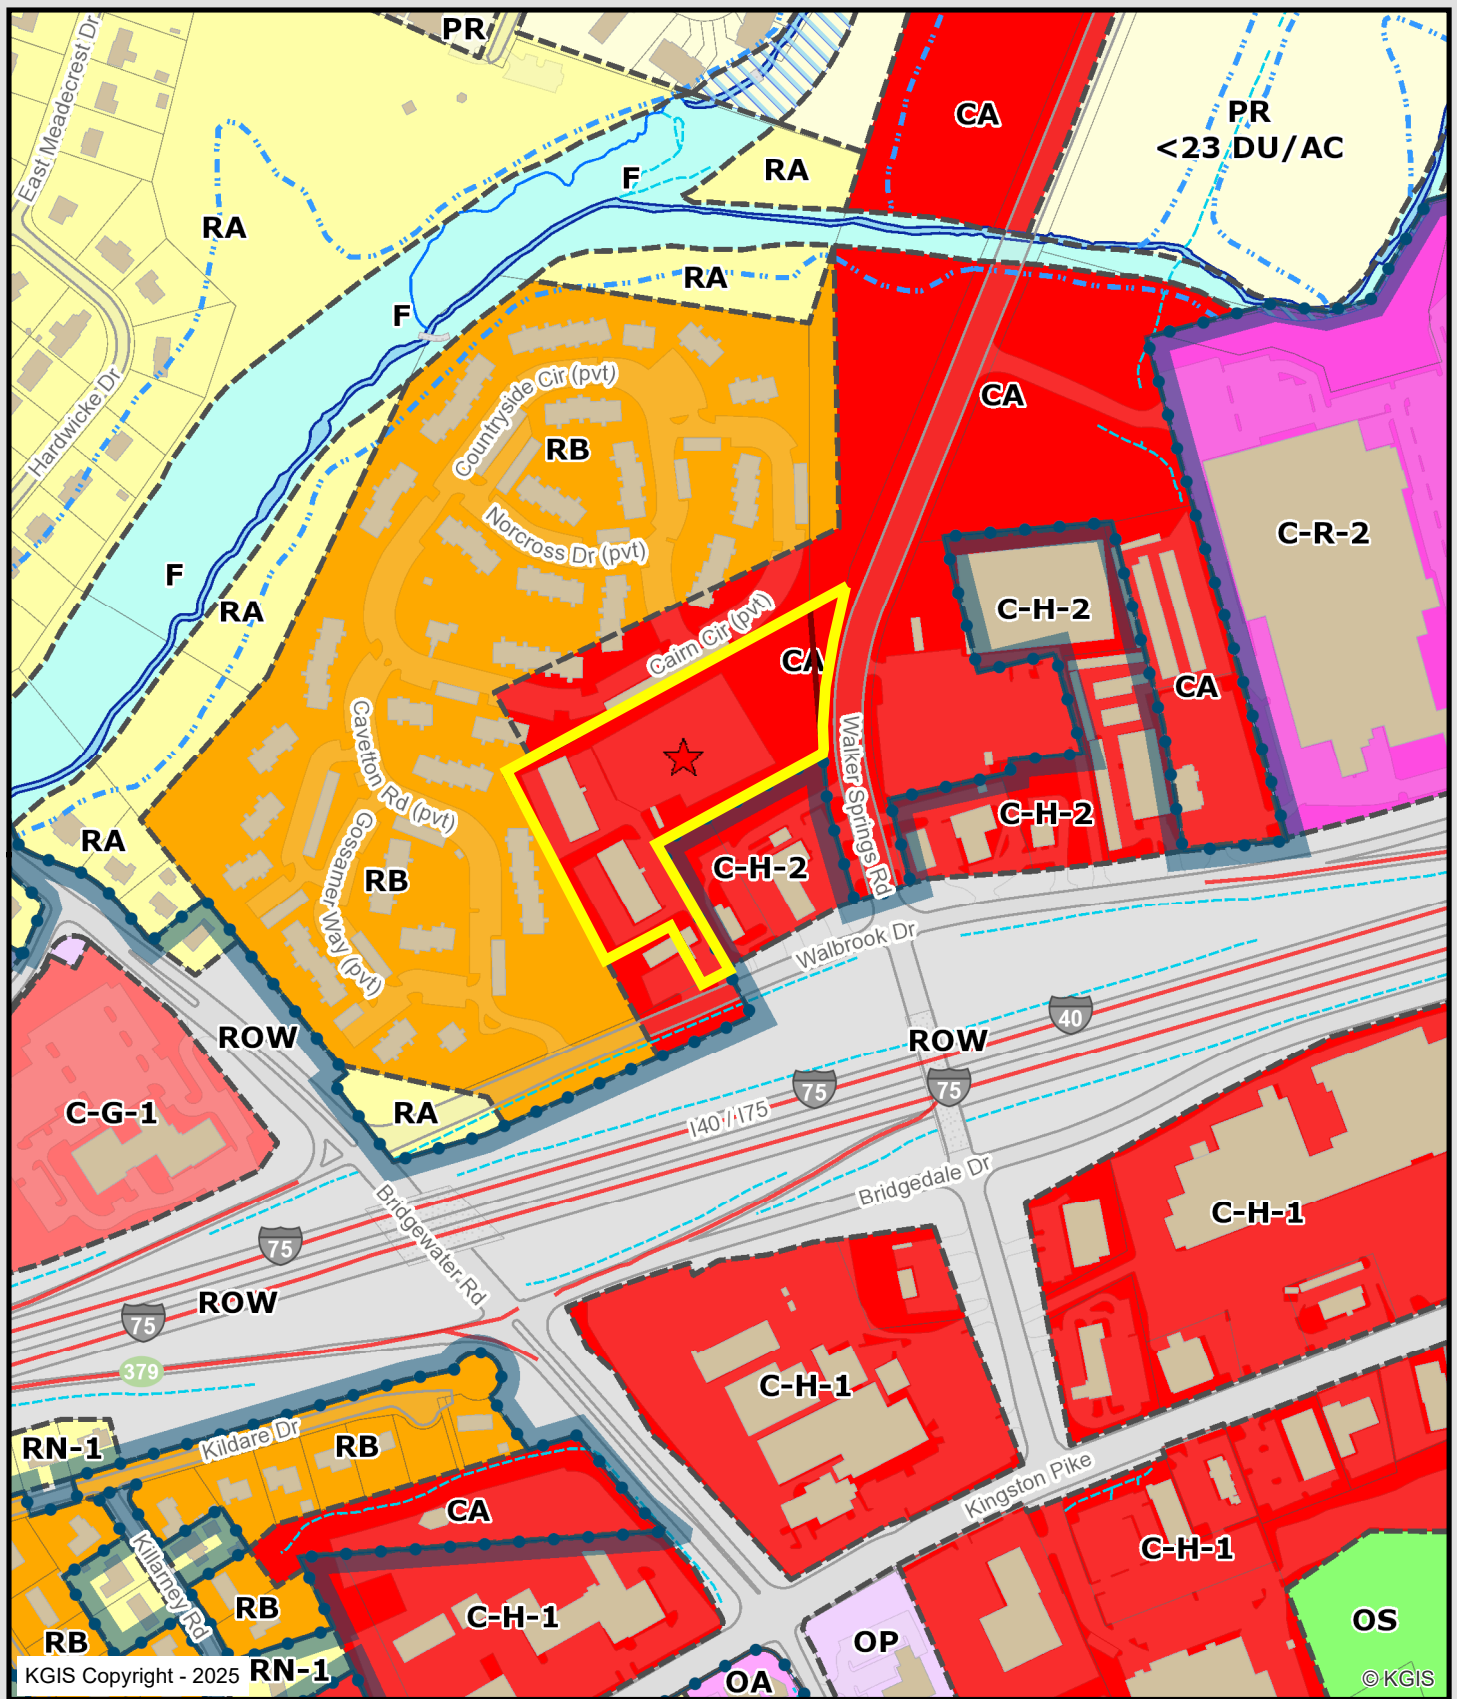 PR
East Meadecrest Dr
CA
PR
<23 DU/AC
RA
F
RA
RA
F
Hardwicke Dr
Countryside Cir (pvt)
CA
RB
Norcross Dr (pvt)
C-R-2
F
RA
C-H-2
Cairn Cir (pvt)
CA
CA
Cavetton Rd (pvt)
Walker Springs Rd
C-H-2
RA
Gossamer Way (pvt)
C-H-2
RB
Walbrook Dr
ROW
40
ROW
75
75
C-G-1
RA
I40 / I75
Bridgedale Dr
Bridgewater Rd
C-H-1
75
ROW
75
379
C-H-1
Kildare Dr
RN-1
RB
Kingston Pike
CA
C-H-1
Killarney Rd
RB
C-H-1
OS
RB
OP
RN-1
OA
KGIS Copyright - 2025
© KGIS